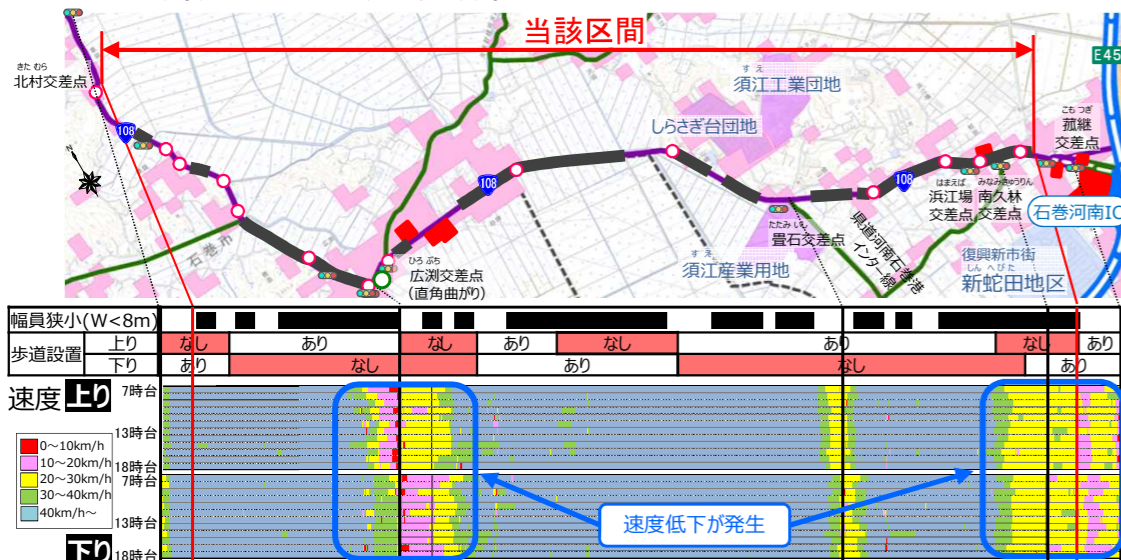 当該区間
E45
きた むら
北村交差点
108
す え
須江工業団地
しらさぎ台団地
こも つぎ
菰継
交差点
108
108
はまえば
浜江場
交差点
みなみきゅうりん
南久林
交差点
石巻河南IC
石巻市
ひろ ぶち
広渕交差点
(直角曲がり)
たたみ いし
畳石交差点
県道河南石巻港
インター線
す え
須江産業用地
復興新市街
しん へびた
新蛇田地区
幅員狭小(W<8m)
歩道設置
上り
なし
あり
なし
あり
なし
あり
なし
あり
下り
あり
なし
あり
なし
あり
速度 上り
7時台
13時台
18時台
7時台
13時台
18時台
0～10km/h
10～20km/h
20～30km/h
30～40km/h
40km/h～
下り
速度低下が発生